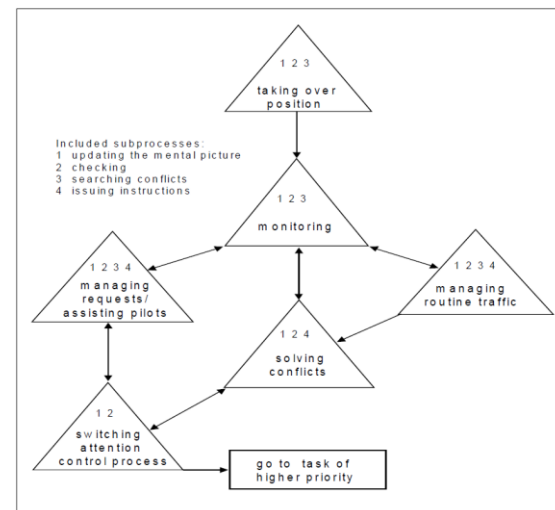 1 2 3
taking over
position
Included subprocesses:
1 updating the mental picture
2 checking
3 searching conflicts
4 issuing instructions
1 2 3
monitoring
1 2 3 4
managing
requests/
assisting pilots
1 2 3 4
managing
routine traffic
1 2 4
solving
conflicts
1 2
switching
attention
control process
go to task of
higher priority